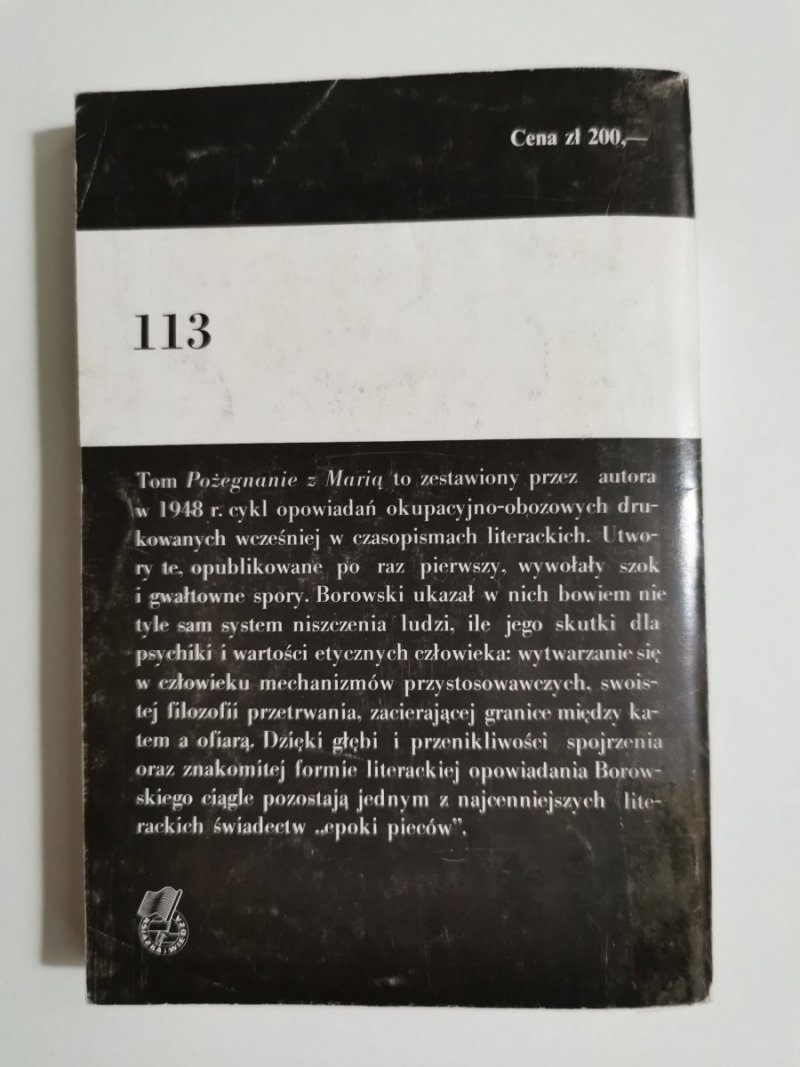 Cena zł 200,—
113
Tom Pożegnanie z Marią to zestawiony przez autora
w 1948 r. cykl opowiadań okupacyjno-obozowych dru-
kowanych wcześniej w czasopismach literackich. Utwo-
ry te, opublikowane po raz pierwszy, wywołały szok
i gwałtowne spory. Borowski ukazał w nich bowiem nie
tyle sam system niszczenia ludzi, ile jego skutki dla
psychiki i wartości etycznych człowieka: wytwarzanie się
w człowieku mechanizmów przystosowawczych, swois-
tej filozofii przetrwania, zacierającej granice między ka-
tem a ofiarą. Dzięki głębi i przenikliwości spojrzenia
oraz znakomitej formie literackiej opowiadania Borow-
skiego ciągle pozostają jednym z najcenniejszych lite-
rackich świadectw „epoki pieców”.
KSIĄŻKA i WIEDZA